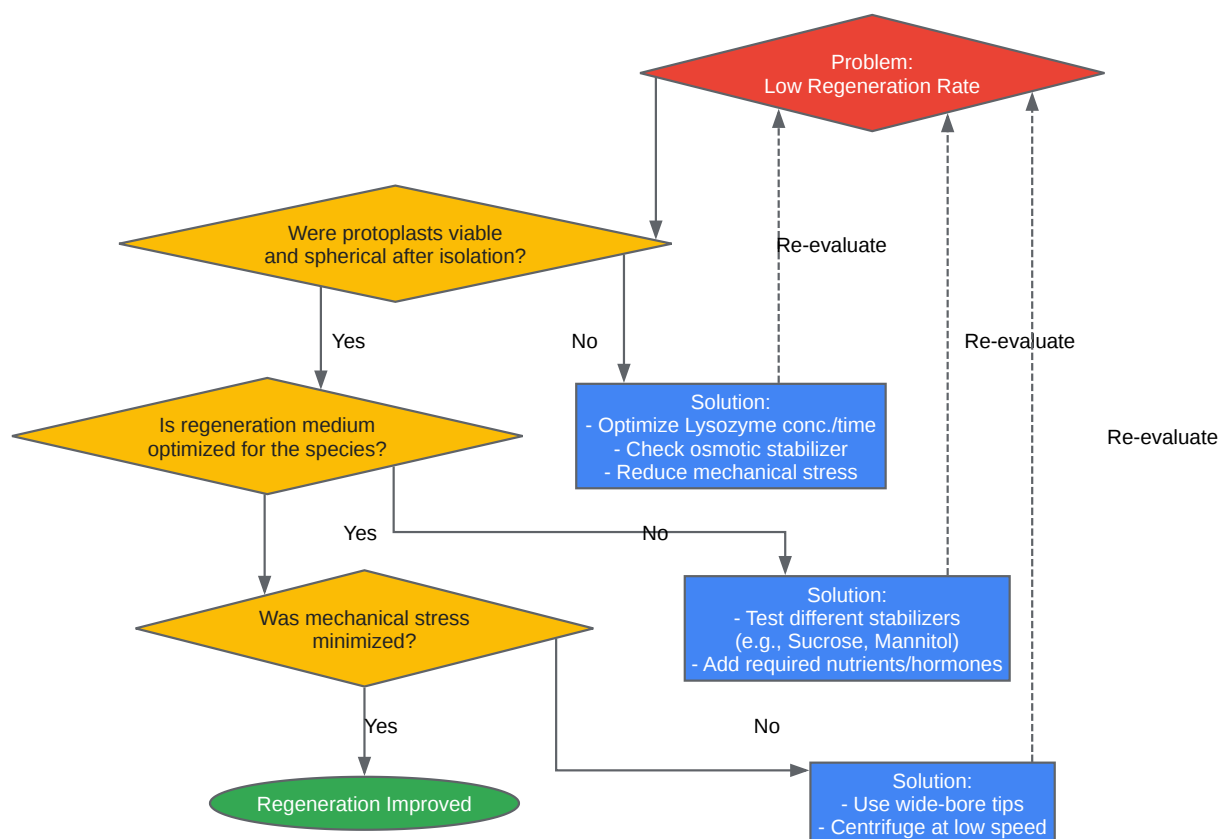 Problem:
Low Regeneration Rate
Were protoplasts viable
and spherical after isolation?
Re-evaluate
Yes
No
Re-evaluate
Solution:
- Optimize Lysozyme conc./time
- Check osmotic stabilizer
- Reduce mechanical stress
Is regeneration medium
optimized for the species?
Re-evaluate
Yes
No
Solution:
- Test different stabilizers
(e.g., Sucrose, Mannitol)
- Add required nutrients/hormones
Was mechanical stress
minimized?
Yes
No
Solution:
- Use wide-bore tips
- Centrifuge at low speed
Regeneration Improved